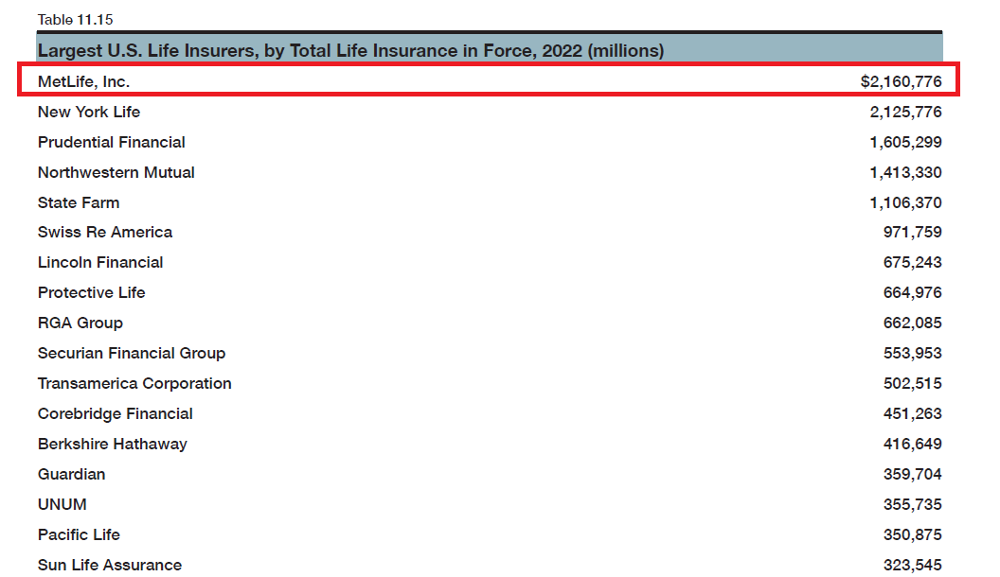 Table 11.15
Largest U.S. Life Insurers, by Total Life Insurance in Force, 2022 (millions)
MetLife, Inc. $2,160,776
New York Life 2,125,776
Prudential Financial 1,605,299
Northwestern Mutual 1,413,330
State Farm 1,106,370
Swiss Re America 971,759
Lincoln Financial 675,243
Protective Life 664,976
RGA Group 662,085
Securian Financial Group 553,953
Transamerica Corporation 502,515
Corebridge Financial 451,263
Berkshire Hathaway 416,649
Guardian 359,704
UNUM 355,735
Pacific Life 350,875
Sun Life Assurance 323,545